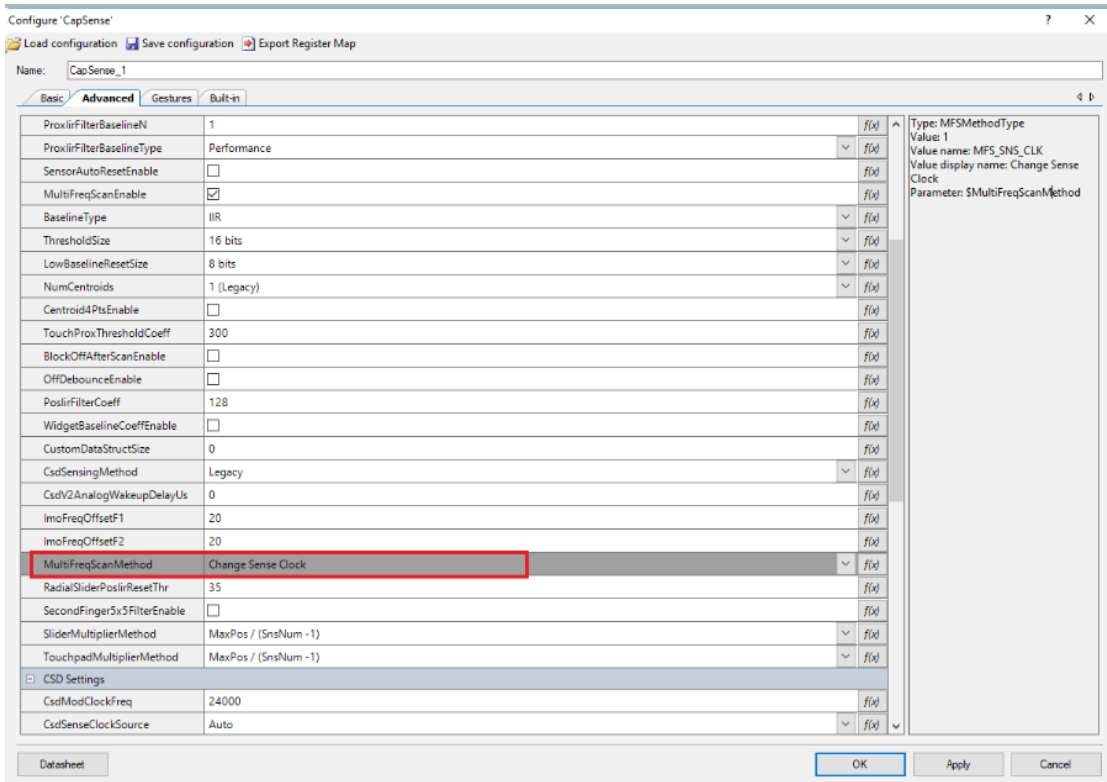 Configure 'CapSense'
? X
Load configuration Save configuration Export Register Map
Name: CapSense_1
Basic Advanced Gestures Built-in
ProxIirFilterBaselineN 1 f(x)
ProxIirFilterBaselineType Performance f(x)
SensorAutoResetEnable f(x)
MultiFreqScanEnable f(x)
BaselineType IIR f(x)
ThresholdSize 16 bits f(x)
LowBaselineResetSize 8 bits f(x)
NumCentroids 1 (Legacy) f(x)
Centroid4PtsEnable f(x)
TouchProxThresholdCoeff 300 f(x)
BlockOffAfterScanEnable f(x)
OffDebounceEnable f(x)
PosIirFilterCoeff 128 f(x)
WidgetBaselineCoeffEnable f(x)
CustomDataStructSize 0 f(x)
CsdSensingMethod Legacy f(x)
CsdV2AnalogWakeupDelayUs 0 f(x)
ImoFreqOffsetF1 20 f(x)
ImoFreqOffsetF2 20 f(x)
MultiFreqScanMethod Change Sense Clock f(x)
RadialSliderPosIirResetThr 35 f(x)
SecondFinger5x5FilterEnable f(x)
SliderMultiplierMethod MaxPos / (SnsNum -1) f(x)
TouchpadMultiplierMethod MaxPos / (SnsNum -1) f(x)
CSD Settings
CsdModClockFreq 24000 f(x)
CsdSenseClockSource Auto f(x)
Type: MFSMethodType
Value: 1
Value name: MFS_SNS_CLK
Value display name: Change Sense
Clock
Parameter: $MultiFreqScanMethod
Datasheet OK Apply Cancel